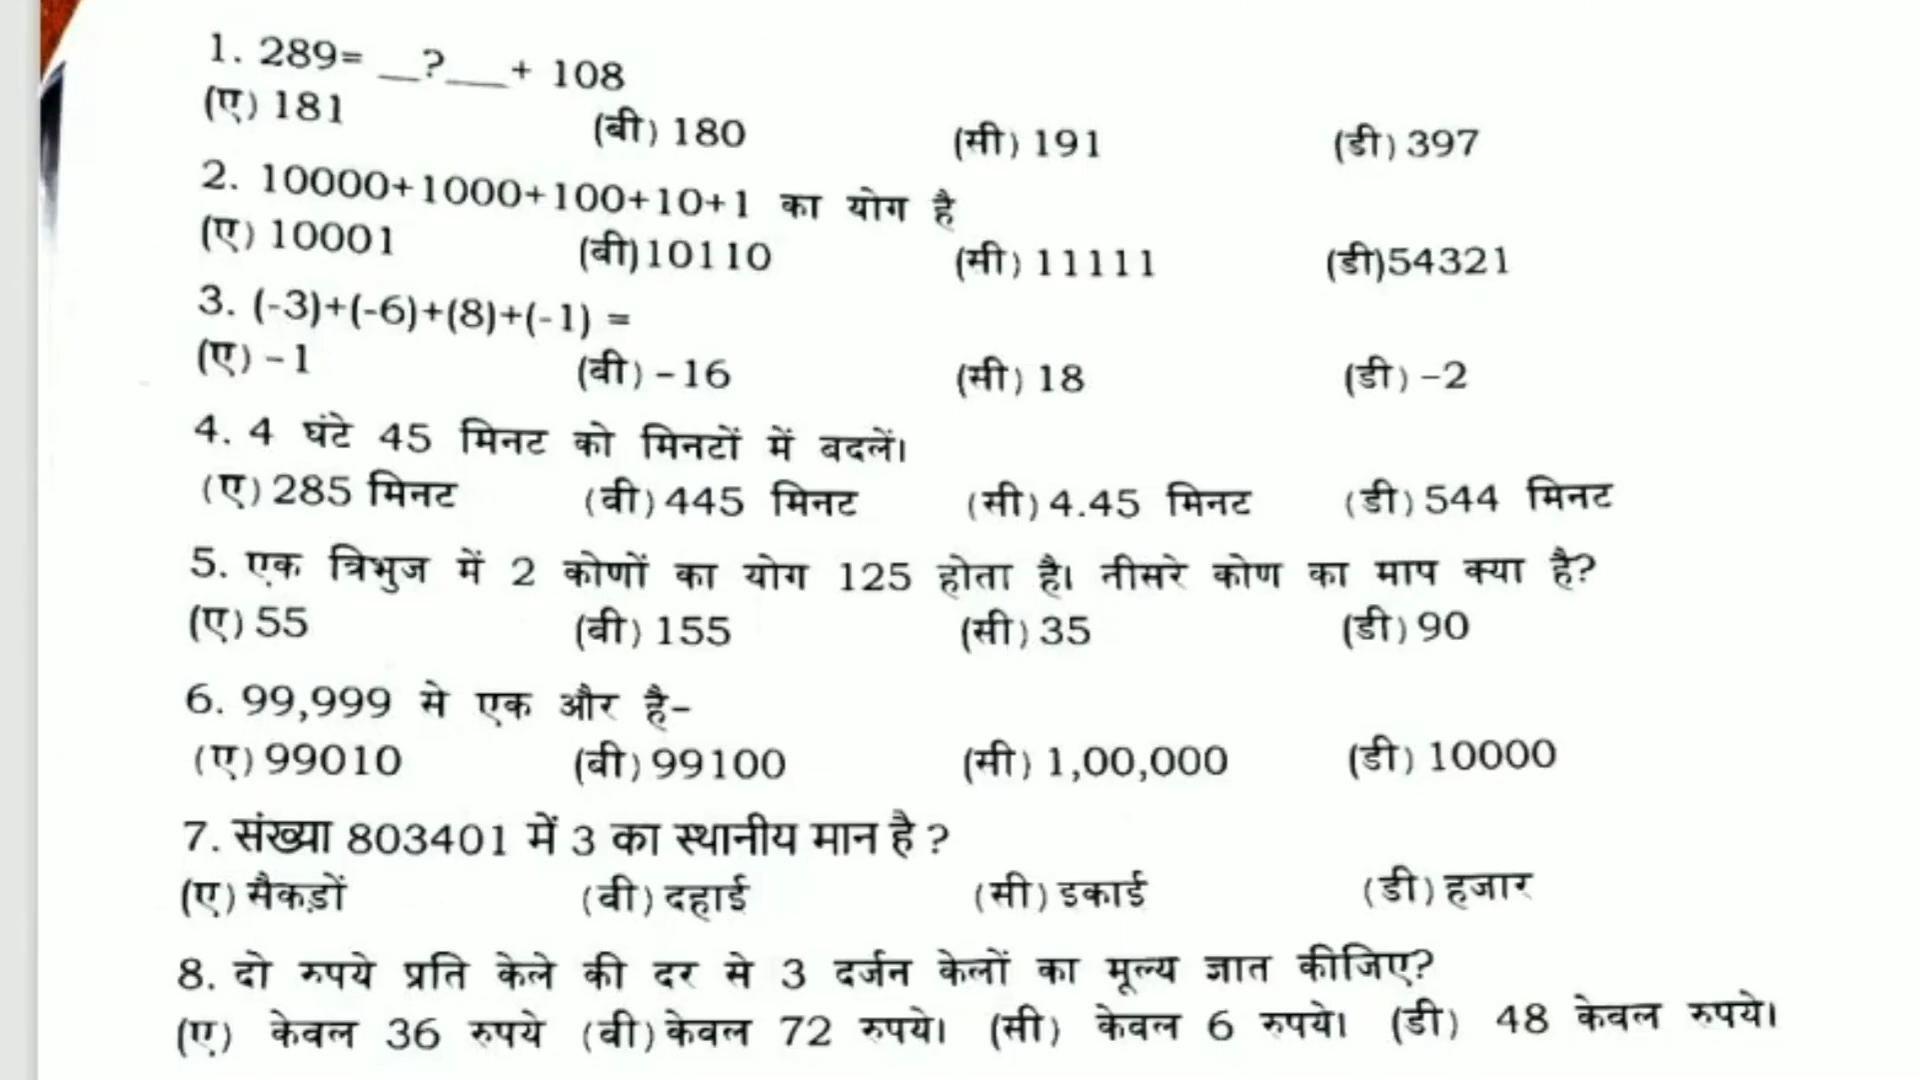 1. 289= __?___+ 108
(ए) 181 (बी) 180 (सी) 191 (डी) 397
2. 10000+1000+100+10+1 का योग है
(ए) 10001 (बी)10110 (सी) 11111 (डी)54321
3. (-3)+(-6)+(8)+(-1) =
(ए) -1 (बी) -16 (सी) 18 (डी) -2
4. 4 घंटे 45 मिनट को मिनटों में बदलें।
(ए) 285 मिनट (बी) 445 मिनट (सी) 4.45 मिनट (डी) 544 मिनट
5. एक त्रिभुज में 2 कोणों का योग 125 होता है। तीसरे कोण का माप क्या है?
(ए) 55 (बी) 155 (सी) 35 (डी) 90
6. 99,999 से एक और है-
(ए) 99010 (बी) 99100 (सी) 1,00,000 (डी) 10000
7. संख्या 803401 में 3 का स्थानीय मान है ?
(ए) सैकड़ों (बी) दहाई (सी) इकाई (डी) हजार
8. दो रुपये प्रति केले की दर से 3 दर्जन केलों का मूल्य ज्ञात कीजिए?
(ए) केवल 36 रुपये (बी) केवल 72 रुपये। (सी) केवल 6 रुपये। (डी) 48 केवल रुपये।